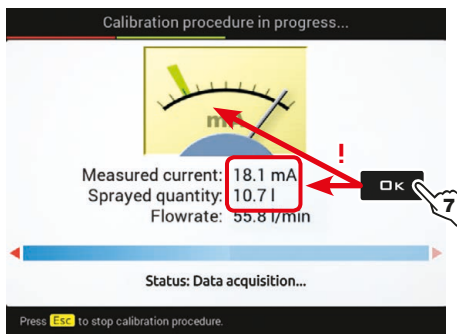 Calibration procedure in progress...
mA
!
Measured current: 18.1 mA
Sprayed quantity: 10.7 l
Flowrate: 55.8 l/min
OK
7
Status: Data acquisition...
Press Esc to stop calibration procedure.